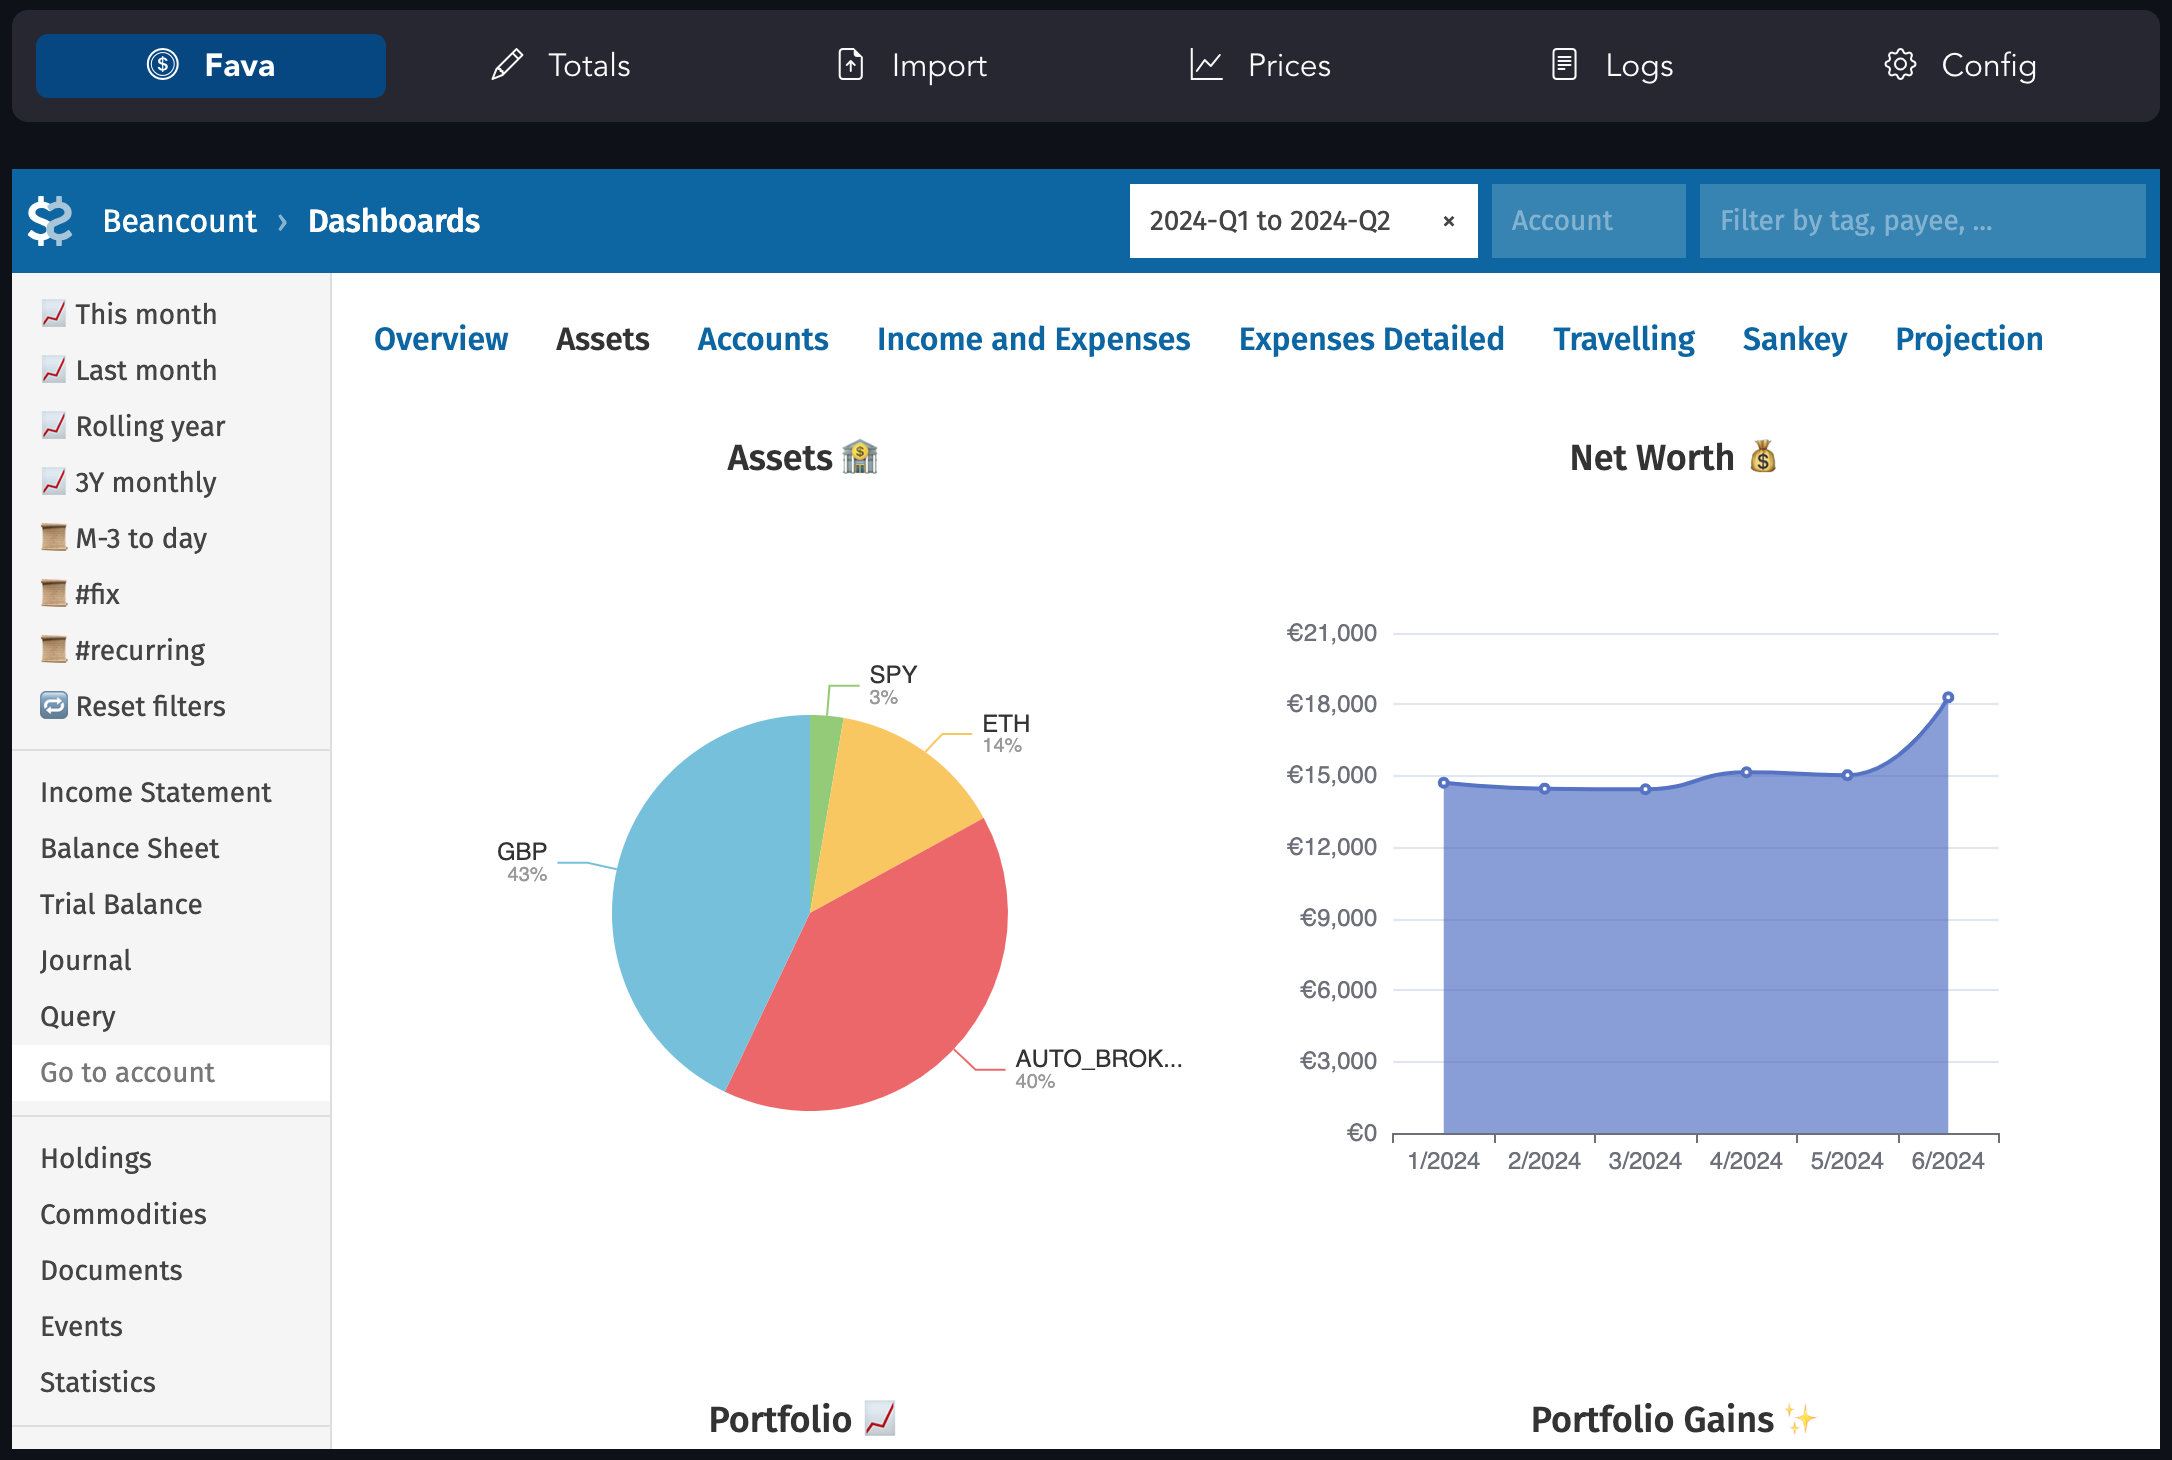 Fava
Totals
Import
Prices
Logs
Config
Beancount › Dashboards
2024-Q1 to 2024-Q2 ×
Account
Filter by tag, payee, ...
This month
Last month
Rolling year
3Y monthly
M-3 to day
#fix
#recurring
Reset filters
Income Statement
Balance Sheet
Trial Balance
Journal
Query
Go to account
Holdings
Commodities
Documents
Events
Statistics
Overview
Assets
Accounts
Income and Expenses
Expenses Detailed
Travelling
Sankey
Projection
Assets
SPY
3%
ETH
14%
GBP
43%
AUTO_BROK...
40%
Net Worth
€21,000
€18,000
€15,000
€12,000
€9,000
€6,000
€3,000
€0
1/2024
2/2024
3/2024
4/2024
5/2024
6/2024
Portfolio
Portfolio Gains